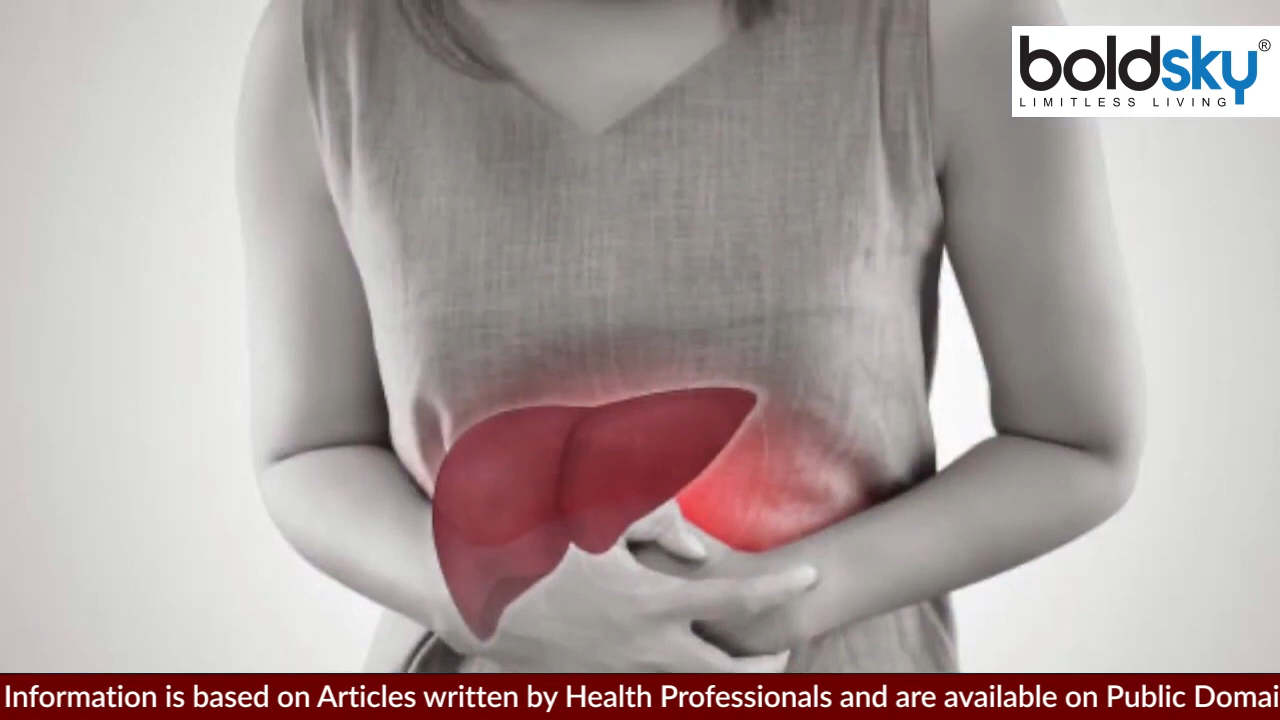 boldsky®
LIMITLESS LIVING
Information is based on Articles written by Health Professionals and are available on Public Domai